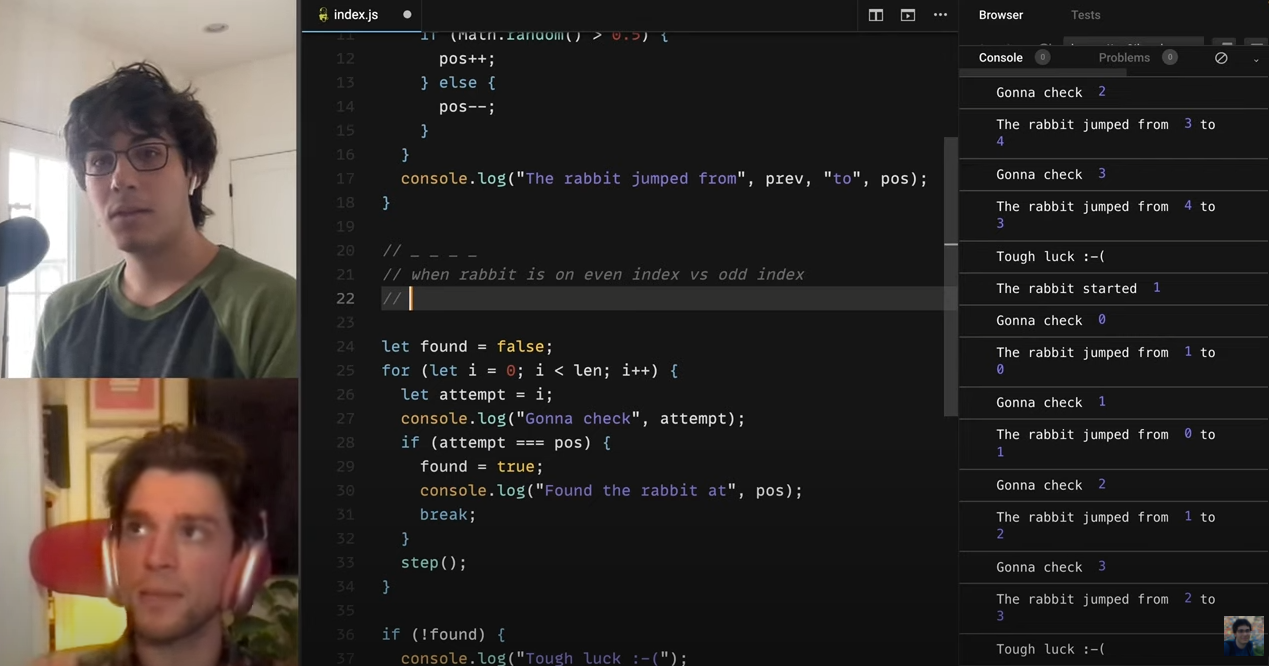 index.js
11 if (Math.random() > 0.5) {
12 pos++;
13 } else {
14 pos--;
15 }
16 }
17 console.log("The rabbit jumped from", prev, "to", pos);
18 }
19
20 // _ _ _ _
21 // when rabbit is on even index vs odd index
22 //
23
24 let found = false;
25 for (let i = 0; i < len; i++) {
26 let attempt = i;
27 console.log("Gonna check", attempt);
28 if (attempt === pos) {
29 found = true;
30 console.log("Found the rabbit at", pos);
31 break;
32 }
33 step();
34 }
35
36 if (!found) {
37 console.log("Tough luck :-(");
Browser Tests
Console 0 Problems 0
Gonna check 2
The rabbit jumped from 3 to
4
Gonna check 3
The rabbit jumped from 4 to
3
Tough luck :-(
The rabbit started 1
Gonna check 0
The rabbit jumped from 1 to
0
Gonna check 1
The rabbit jumped from 0 to
1
Gonna check 2
The rabbit jumped from 1 to
2
Gonna check 3
The rabbit jumped from 2 to
3
Tough luck :-(